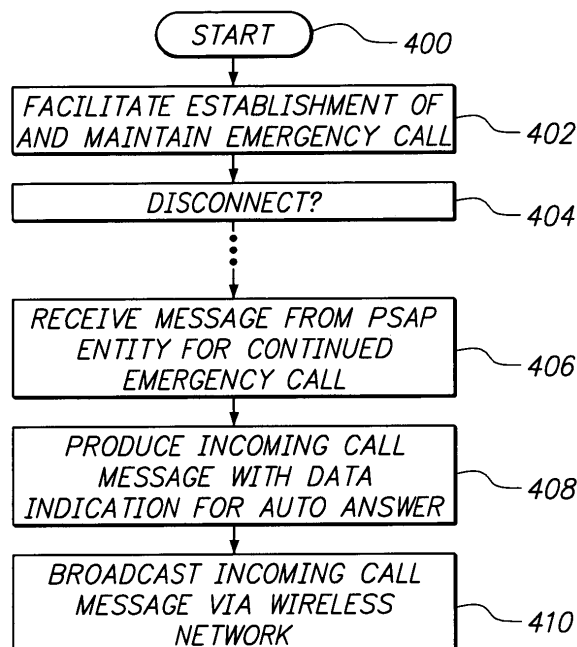 START
400
FACILITATE ESTABLISHMENT OF
AND MAINTAIN EMERGENCY CALL
402
DISCONNECT?
404
RECEIVE MESSAGE FROM PSAP
ENTITY FOR CONTINUED
EMERGENCY CALL
406
PRODUCE INCOMING CALL
MESSAGE WITH DATA
INDICATION FOR AUTO ANSWER
408
BROADCAST INCOMING CALL
MESSAGE VIA WIRELESS
NETWORK
410